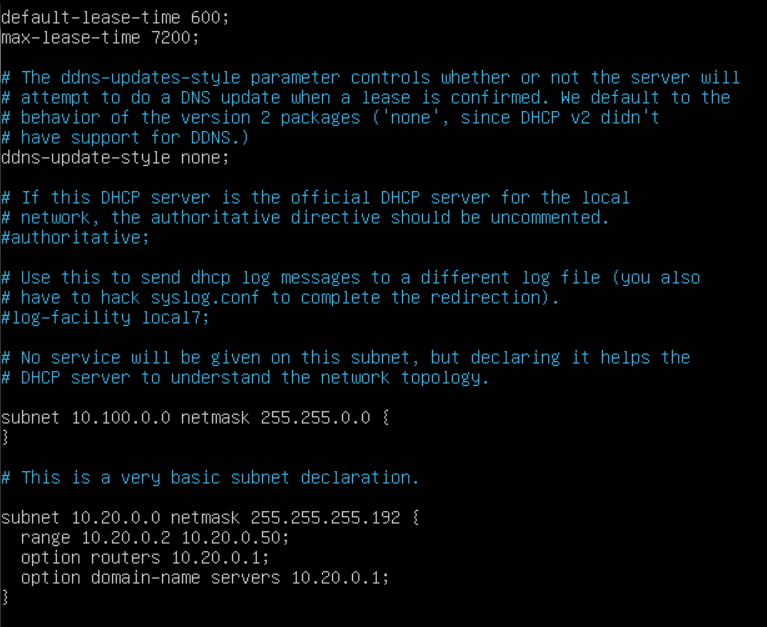 default-lease-time 600;
max-lease-time 7200;
# The ddns-updates-style parameter controls whether or not the server will
# attempt to do a DNS update when a lease is confirmed. We default to the
# behavior of the version 2 packages ('none', since DHCP v2 didn't
# have support for DDNS.)
ddns-update-style none;
# If this DHCP server is the official DHCP server for the local
# network, the authoritative directive should be uncommented.
#authoritative;
# Use this to send dhcp log messages to a different log file (you also
# have to hack syslog.conf to complete the redirection).
#log-facility local7;
# No service will be given on this subnet, but declaring it helps the
# DHCP server to understand the network topology.
subnet 10.100.0.0 netmask 255.255.0.0 {
}
# This is a very basic subnet declaration.
subnet 10.20.0.0 netmask 255.255.255.192 {
  range 10.20.0.2 10.20.0.50;
  option routers 10.20.0.1;
  option domain-name servers 10.20.0.1;
}